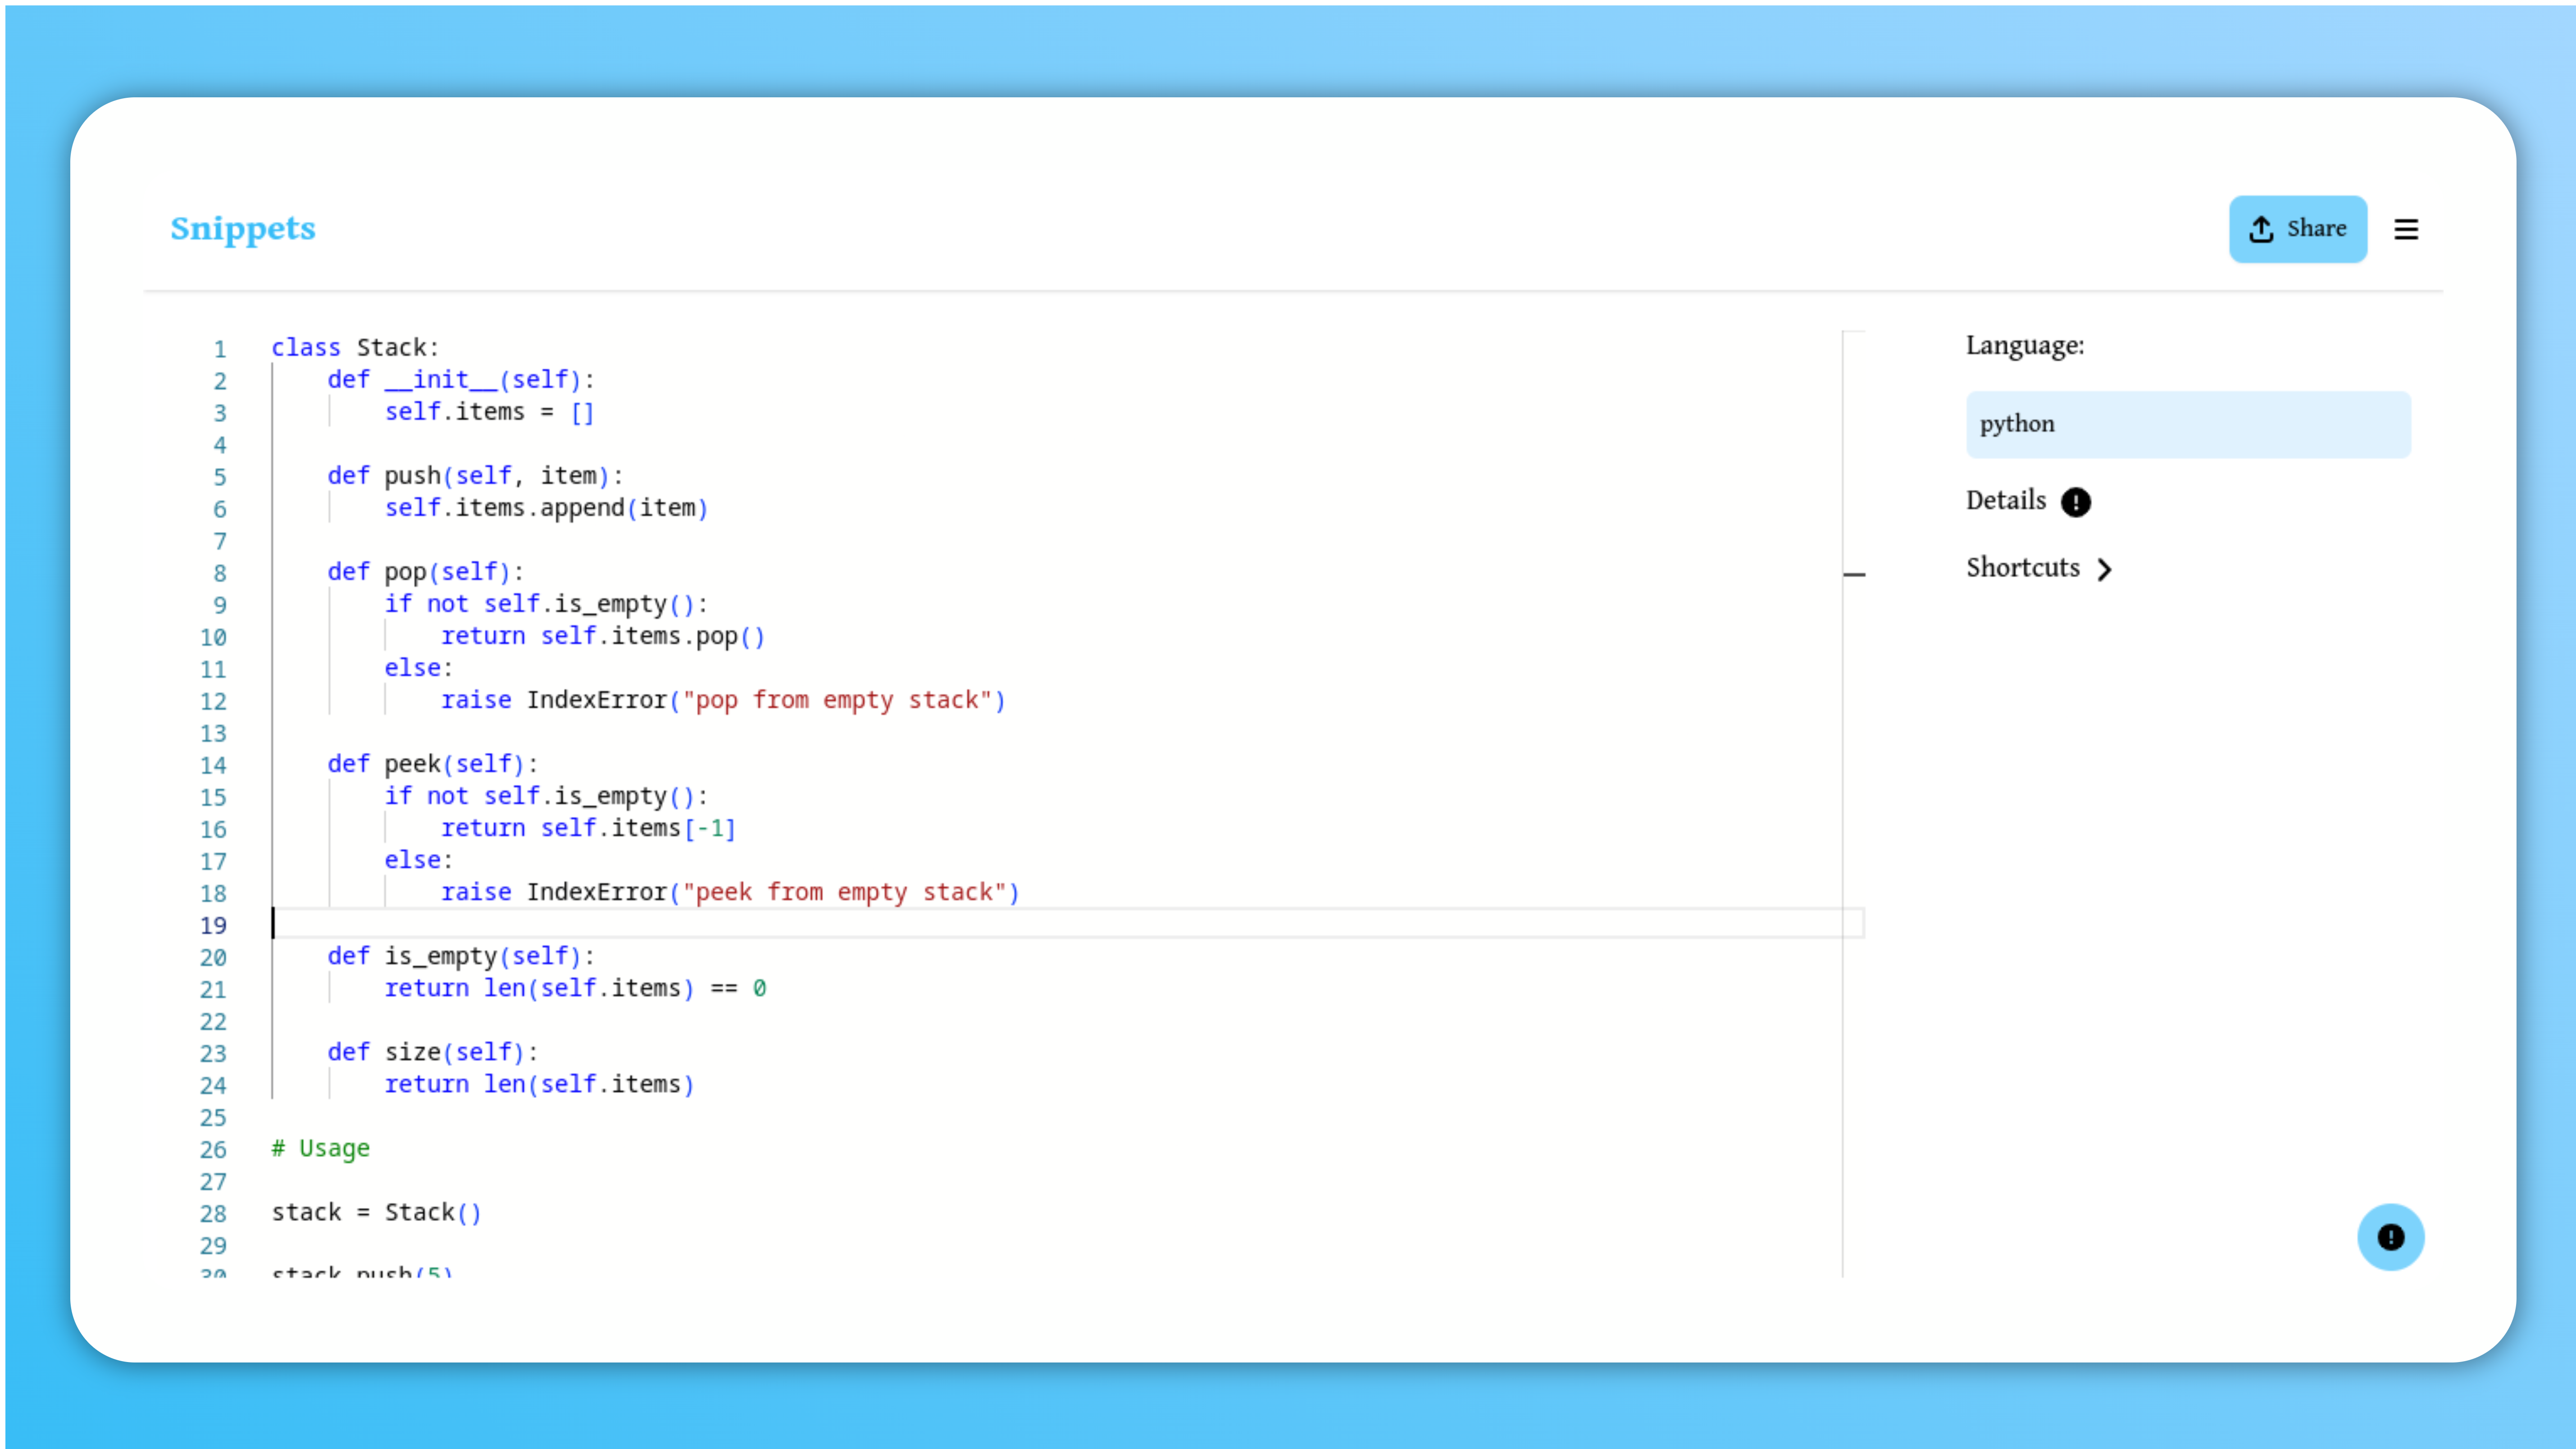 Snippets
Share
1 class Stack:
2     def __init__(self):
3         self.items = []
4
5     def push(self, item):
6         self.items.append(item)
7
8     def pop(self):
9         if not self.is_empty():
10             return self.items.pop()
11         else:
12             raise IndexError("pop from empty stack")
13
14     def peek(self):
15         if not self.is_empty():
16             return self.items[-1]
17         else:
18             raise IndexError("peek from empty stack")
19
20     def is_empty(self):
21         return len(self.items) == 0
22
23     def size(self):
24         return len(self.items)
25
26 # Usage
27
28 stack = Stack()
29
30 stack.push(5)
Language:
python
Details
Shortcuts